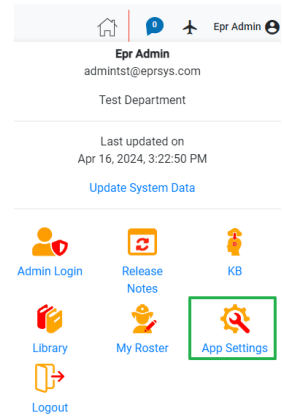 0 Epr Admin
Epr Admin
admintst@eprsys.com
Test Department
Last updated on
Apr 16, 2024, 3:22:50 PM
Update System Data
Admin Login
Release
Notes
KB
Library
My Roster
App Settings
Logout